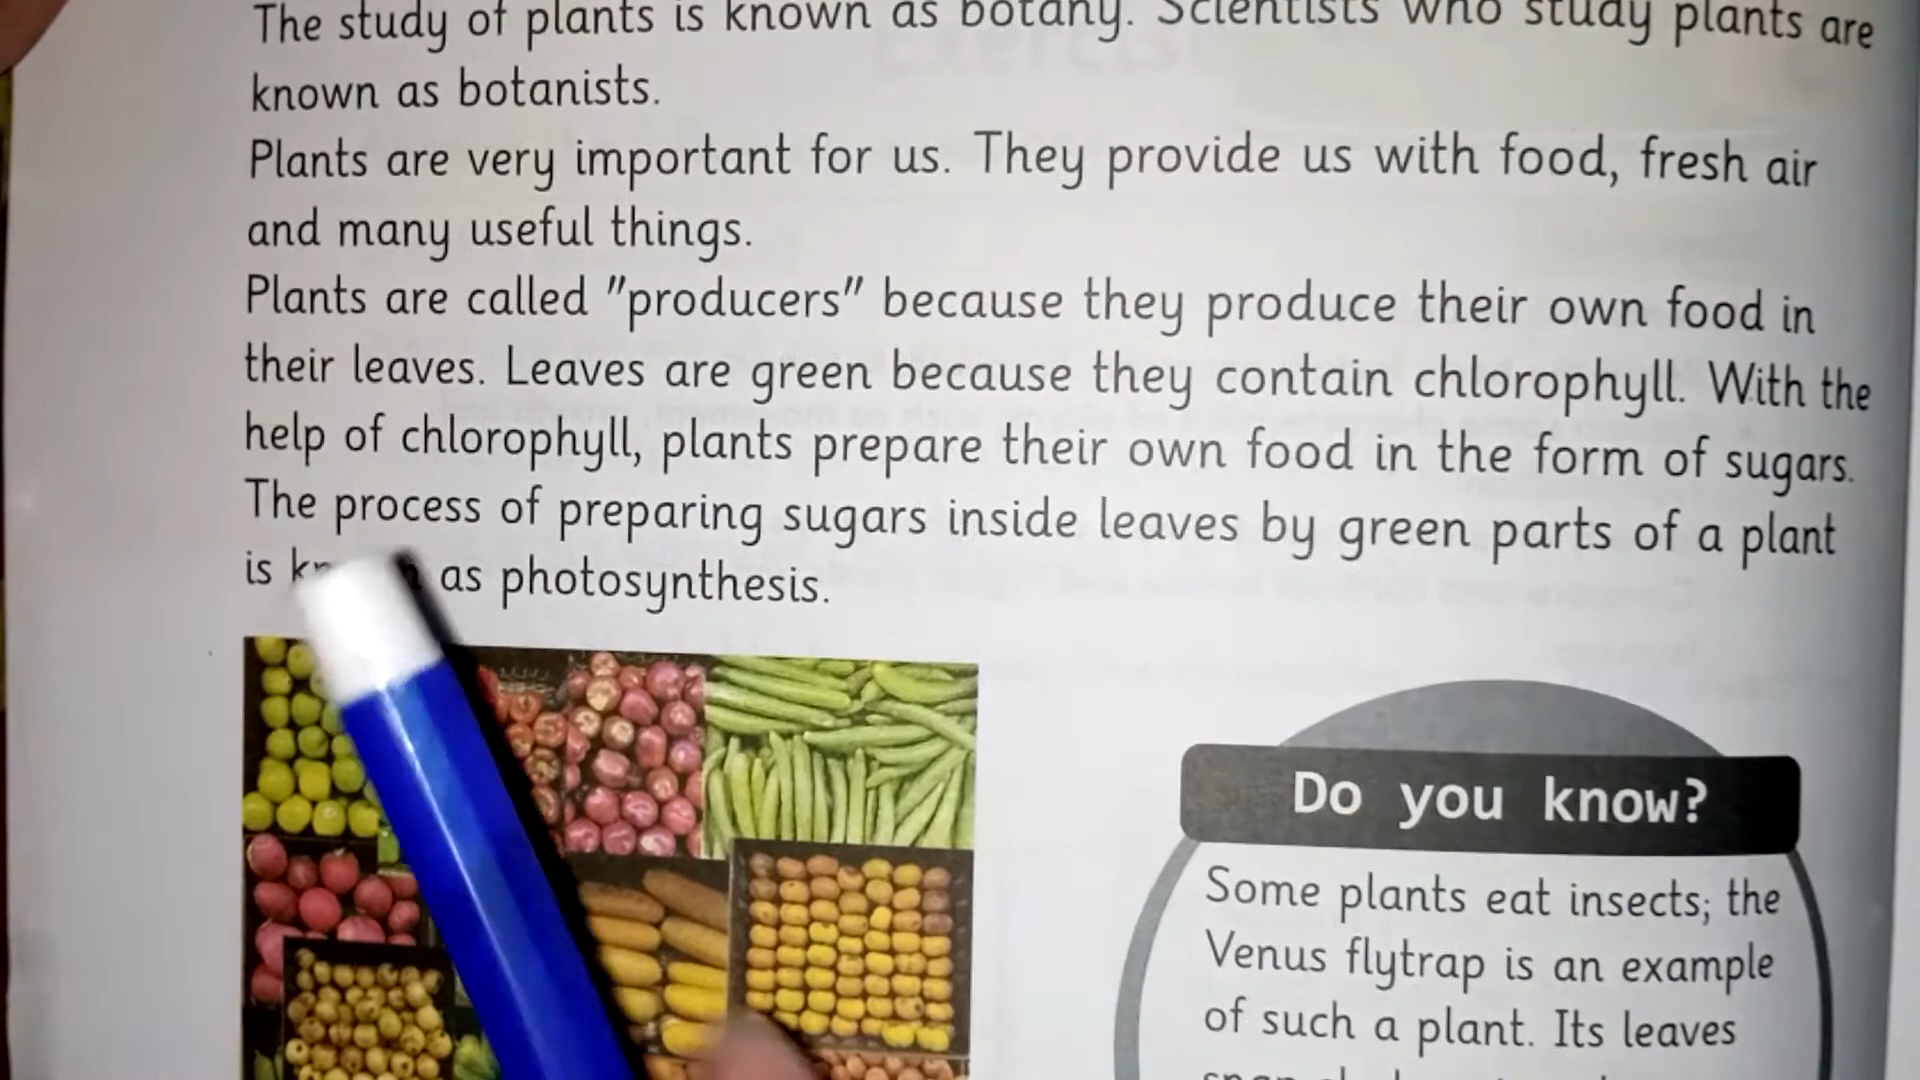 The study of plants is known as botany. Scientists who study plants are
known as botanists.
Plants are very important for us. They provide us with food, fresh air
and many useful things.
Plants are called "producers" because they produce their own food in
their leaves. Leaves are green because they contain chlorophyll. With the
help of chlorophyll, plants prepare their own food in the form of sugars.
The process of preparing sugars inside leaves by green parts of a plant
is as photosynthesis.
Do you know?
Some plants eat insects; the
Venus flytrap is an example
of such a plant. Its leaves